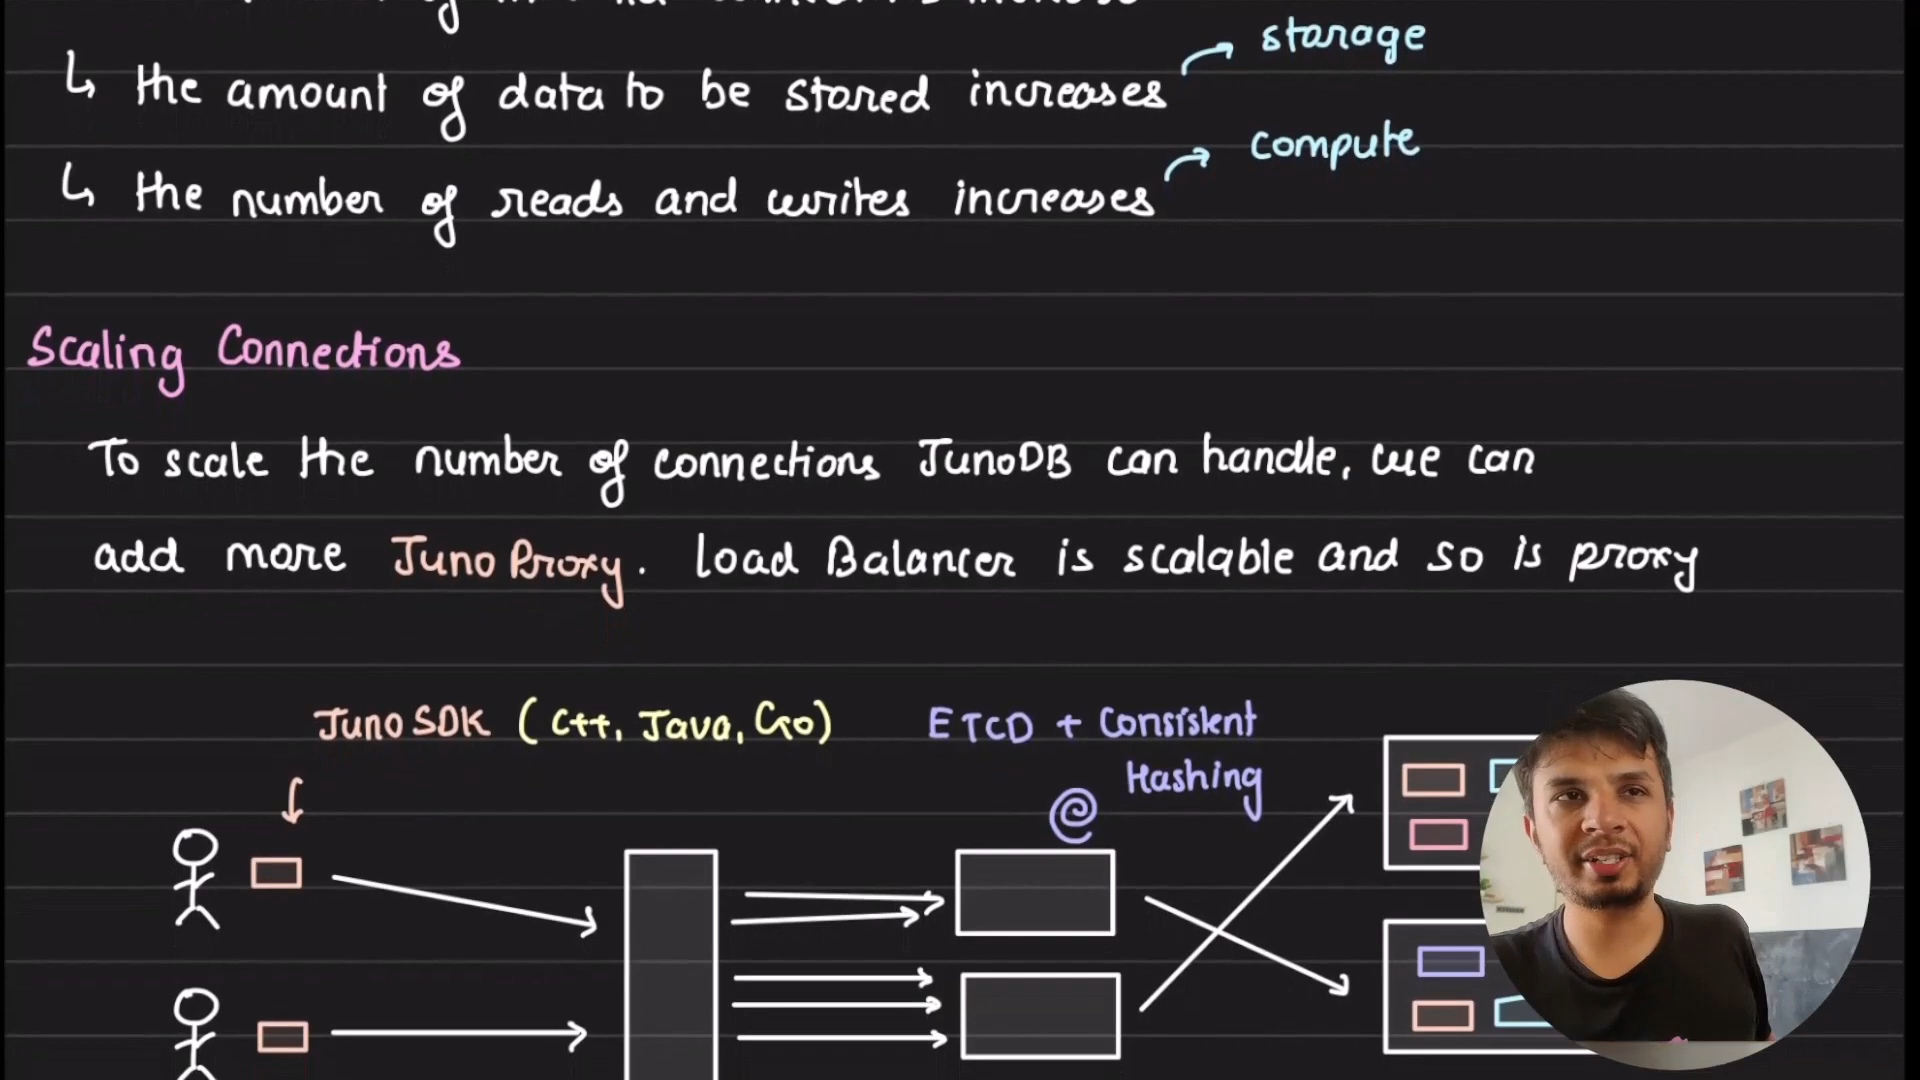 ↳ the amount of data to be stored increases → storage
↳ the number of reads and writes increases → compute
Scaling Connections
To scale the number of connections JunoDB can handle, we can
add more Juno Proxy. Load Balancer is scalable and so is proxy
Juno SDK (C++, Java, Go)
ETCD + Consistent
Hashing